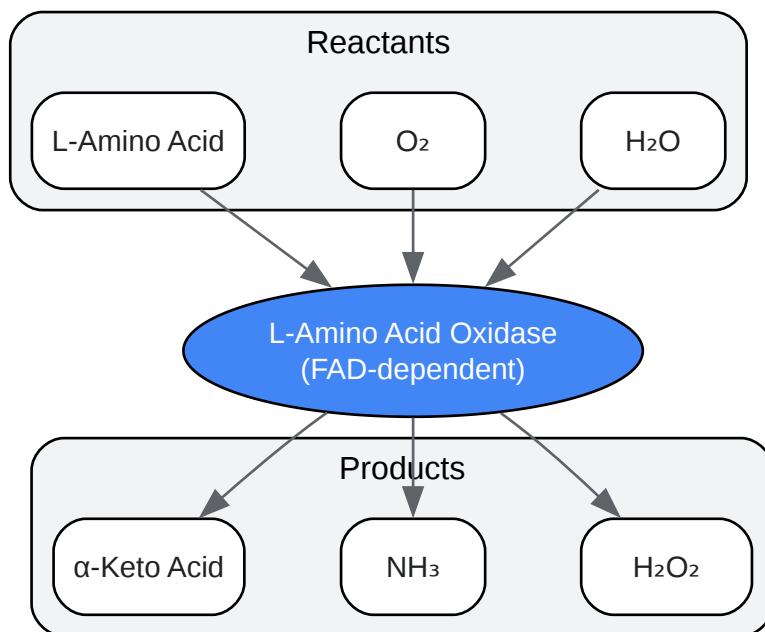 Reactants
L-Amino Acid
O₂
H₂O
L-Amino Acid Oxidase
(FAD-dependent)
Products
α-Keto Acid
NH₃
H₂O₂